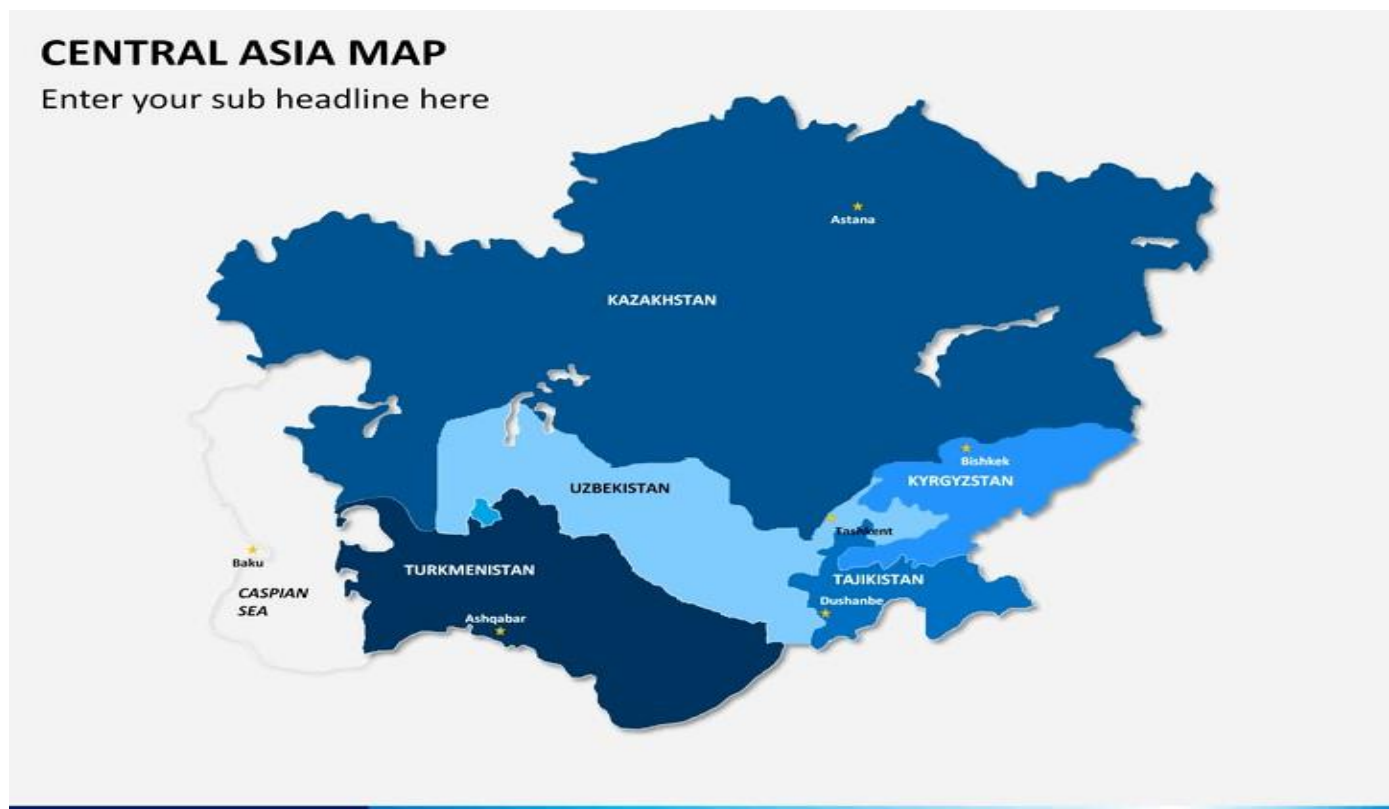 CENTRAL ASIA MAP
Enter your sub headline here
Astana
KAZAKHSTAN
Bishkek
KYRGYZSTAN
UZBEKISTAN
Tashkent
Baku
TURKMENISTAN
TAJIKISTAN
CASPIAN
SEA
Dushanbe
Ashqabar